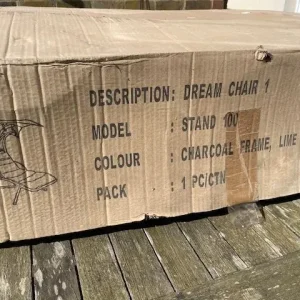 DESCRIPTION: DREAM CHAIR 1
MODEL : STAND 100
COLOUR : CHARCOAL FRAME, LIME
PACK : 1 PC/CTN